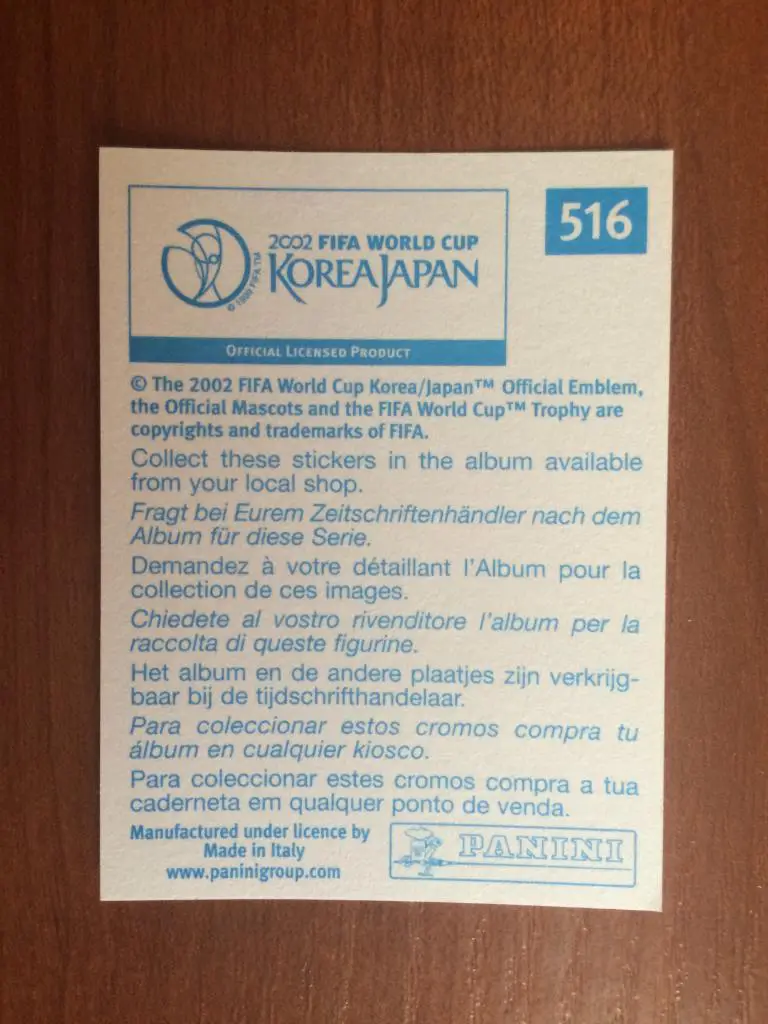 516
2002 FIFA WORLD CUP
KOREAJAPAN
© 1999 FIFA TM
OFFICIAL LICENSED PRODUCT
© The 2002 FIFA World Cup Korea/Japan™ Official Emblem,
the Official Mascots and the FIFA World Cup™ Trophy are
copyrights and trademarks of FIFA.
Collect these stickers in the album available
from your local shop.
Fragt bei Eurem Zeitschriftenhändler nach dem
Album für diese Serie.
Demandez à votre détaillant l'Album pour la
collection de ces images.
Chiedete al vostro rivenditore l'album per la
raccolta di queste figurine.
Het album en de andere plaatjes zijn verkrijg-
baar bij de tijdschrifthandelaar.
Para coleccionar estos cromos compra tu
álbum en cualquier kiosco.
Para coleccionar estes cromos compra a tua
caderneta em qualquer ponto de venda.
Manufactured under licence by
Made in Italy
www.paninigroup.com
PANINI